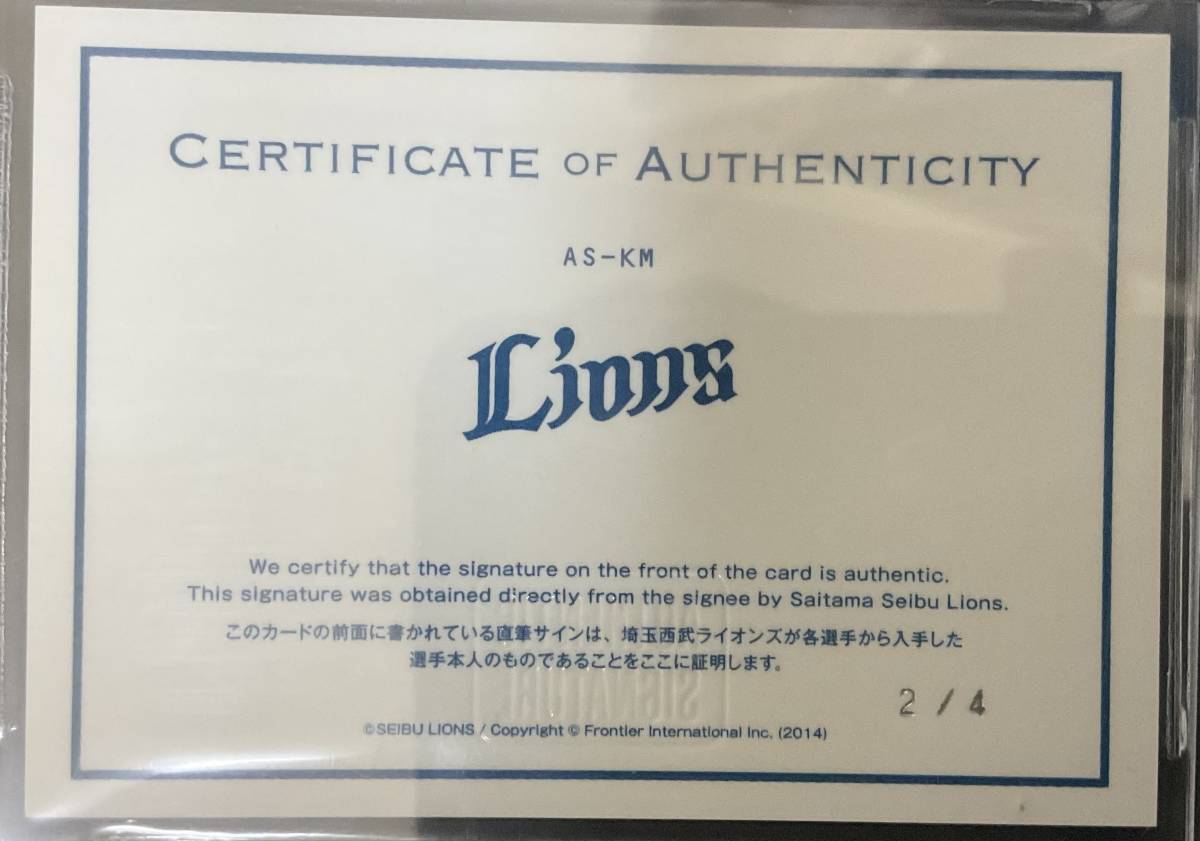 CERTIFICATE OF AUTHENTICITY
AS-KM
Lions
We certify that the signature on the front of the card is authentic.
This signature was obtained directly from the signee by Saitama Seibu Lions.
このカードの前面に書かれている直筆サインは、埼玉西武ライオンズが各選手から入手した
選手本人のものであることをここに証明します。
SIGNATURE
2 / 4
©SEIBU LIONS / Copyright © Frontier International Inc. (2014)